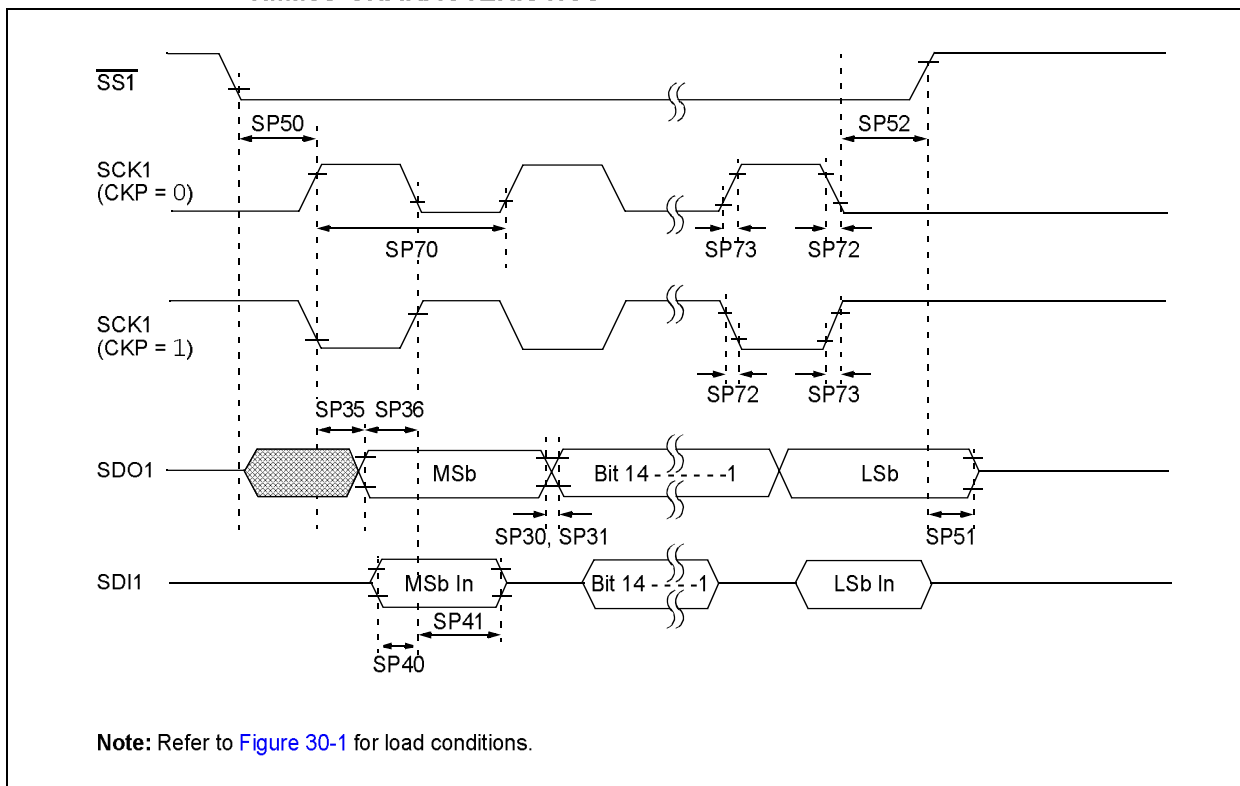 SS1
SP50
SP52
SCK1
(CKP = 0)
SP70
SP73
SP72
SCK1
(CKP = 1)
SP72
SP73
SP35
SP36
SDO1
MSb
Bit 14 - - - - - -1
LSb
SP30, SP31
SP51
SDI1
MSb In
Bit 14 - - - -1
LSb In
SP41
SP40
Note: Refer to Figure 30-1 for load conditions.